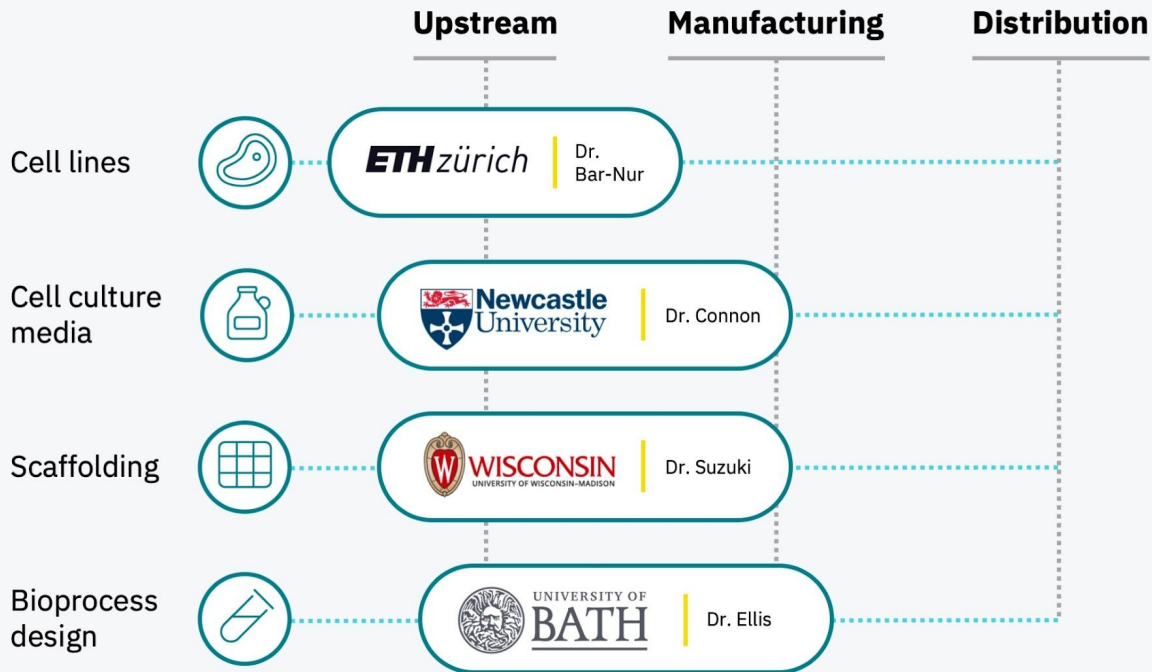 Upstream
Manufacturing
Distribution
Cell lines
ETH zürich
Dr.
Bar-Nur
Cell culture
media
Newcastle
University
Dr. Connon
Scaffolding
W
WISCONSIN
UNIVERSITY OF WISCONSIN–MADISON
Dr. Suzuki
Bioprocess
design
UNIVERSITY OF
BATH
Dr. Ellis